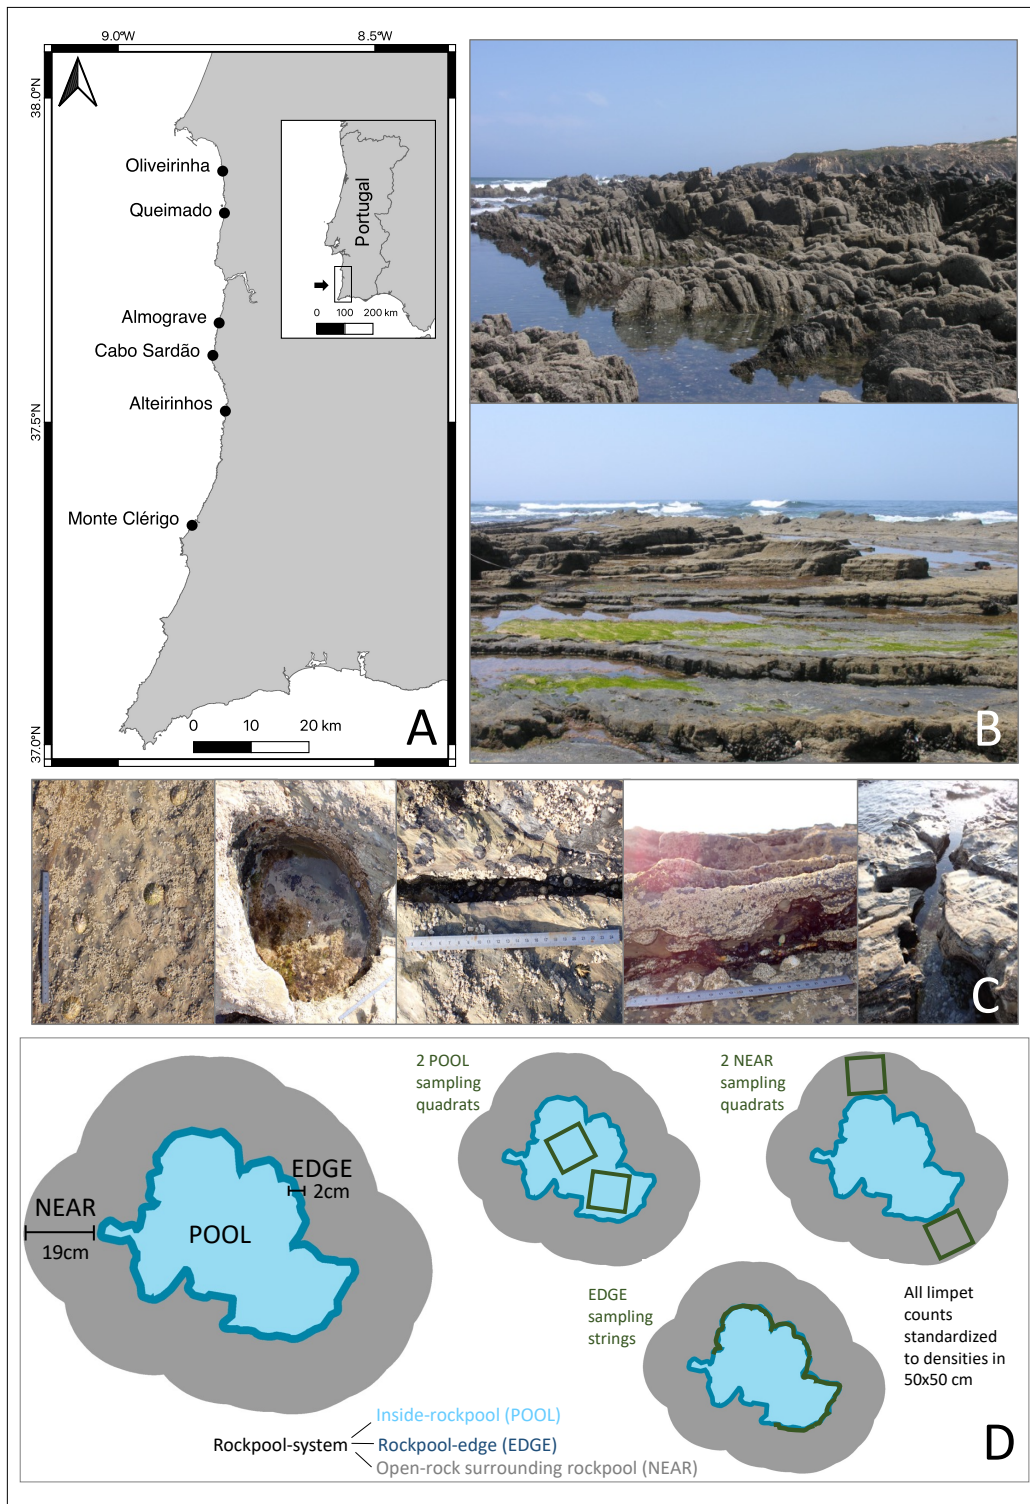 9.0°W
8.5°W
38.0°N
37.5°N
37.0°N
Oliveirinha
Queimado
Almograve
Cabo Sardão
Alteirinhos
Monte Clérigo
Portugal
0 100 200 km
0 10 20 km
A
B
C
NEAR
19cm
POOL
EDGE
2cm
2 POOL
sampling
quadrats
2 NEAR
sampling
quadrats
EDGE
sampling
strings
All limpet
counts
standardized
to densities in
50x50 cm
Rockpool-system
Inside-rockpool (POOL)
Rockpool-edge (EDGE)
Open-rock surrounding rockpool (NEAR)
D